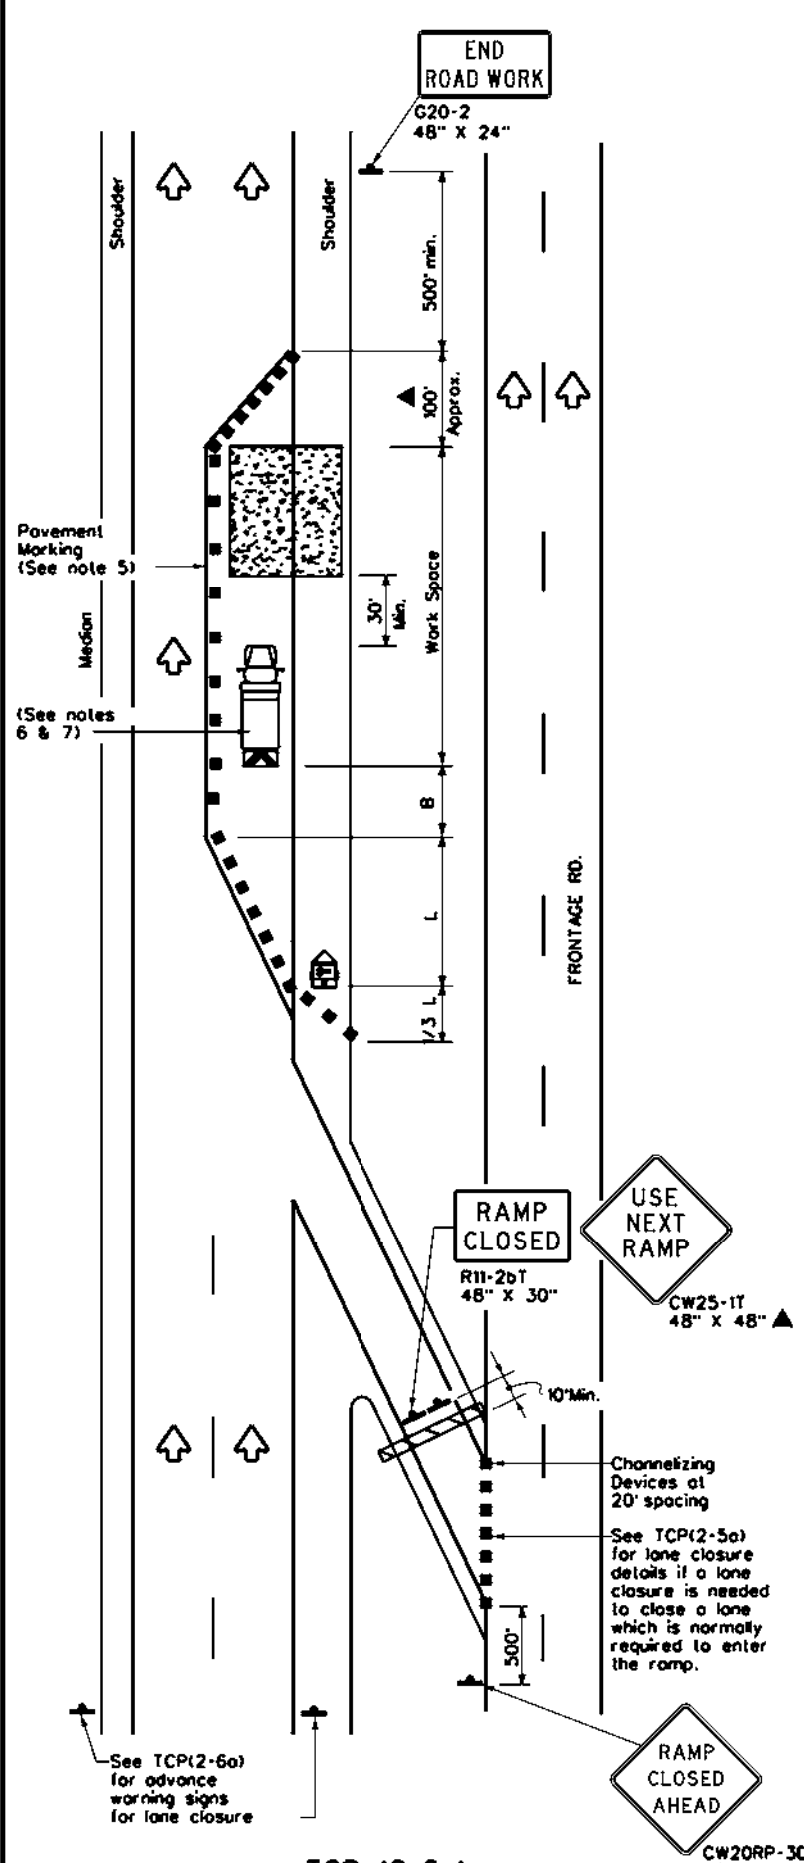 END
ROAD WORK
G20-2
48" X 24"
Shoulder
Shoulder
500' min.
100'
Approx.
Pavement
Marking
(See note 5)
30'
Min.
Work Space
Median
(See notes
6 & 7)
B
L
FRONTAGE RD.
1/3 L
RAMP
CLOSED
R11-2bT
48" X 30"
USE
NEXT
RAMP
CW25-1T
48" X 48"
10' Min.
Channelizing
Devices at
20' spacing
See TCP(2-5a)
for lane closure
details if a lane
closure is needed
to close a lane
which is normally
required to enter
the ramp.
500'
See TCP(2-6a)
for advance
warning signs
for lane closure
RAMP
CLOSED
AHEAD
CW20RP-3D